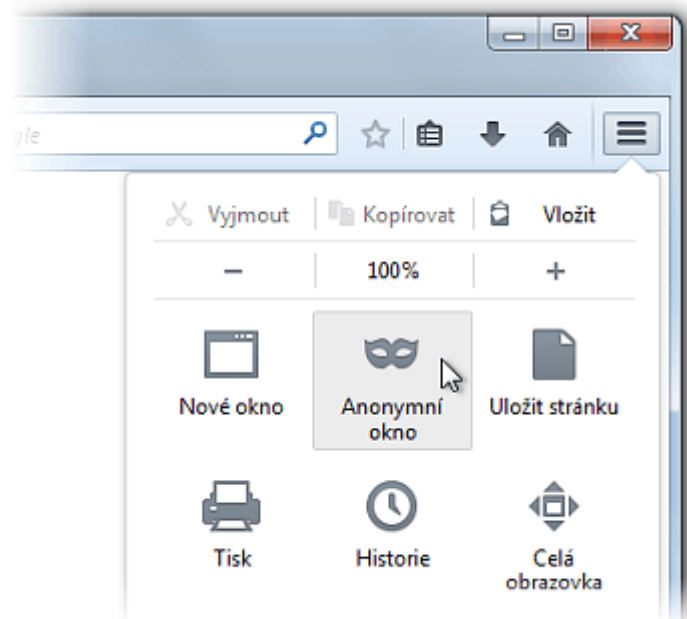 gle
Vyjmout Kopírovat Vložit
− 100% +
Nové okno Anonymní okno Uložit stránku
Tisk Historie Celá obrazovka